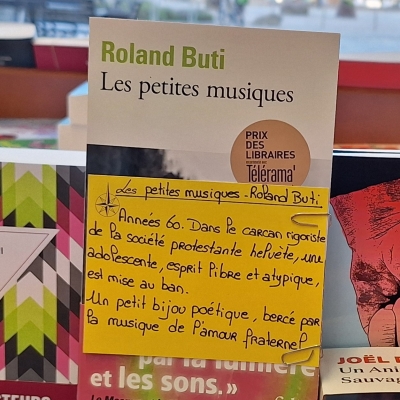 Roland Buti
Les petites musiques
PRIX
DES
LIBRAIRES
Télérama'
Les petites musiques - Roland Buti
Années 60. Dans le carcan rigoriste
de la société protestante helvète, une
adolescente, esprit libre et atypique,
est mise au ban.
Un petit bijou poétique, bercé par
la musique de l'amour fraternel
par la lumière
et les sons.»
JOËL
Un Ani
Sauvag